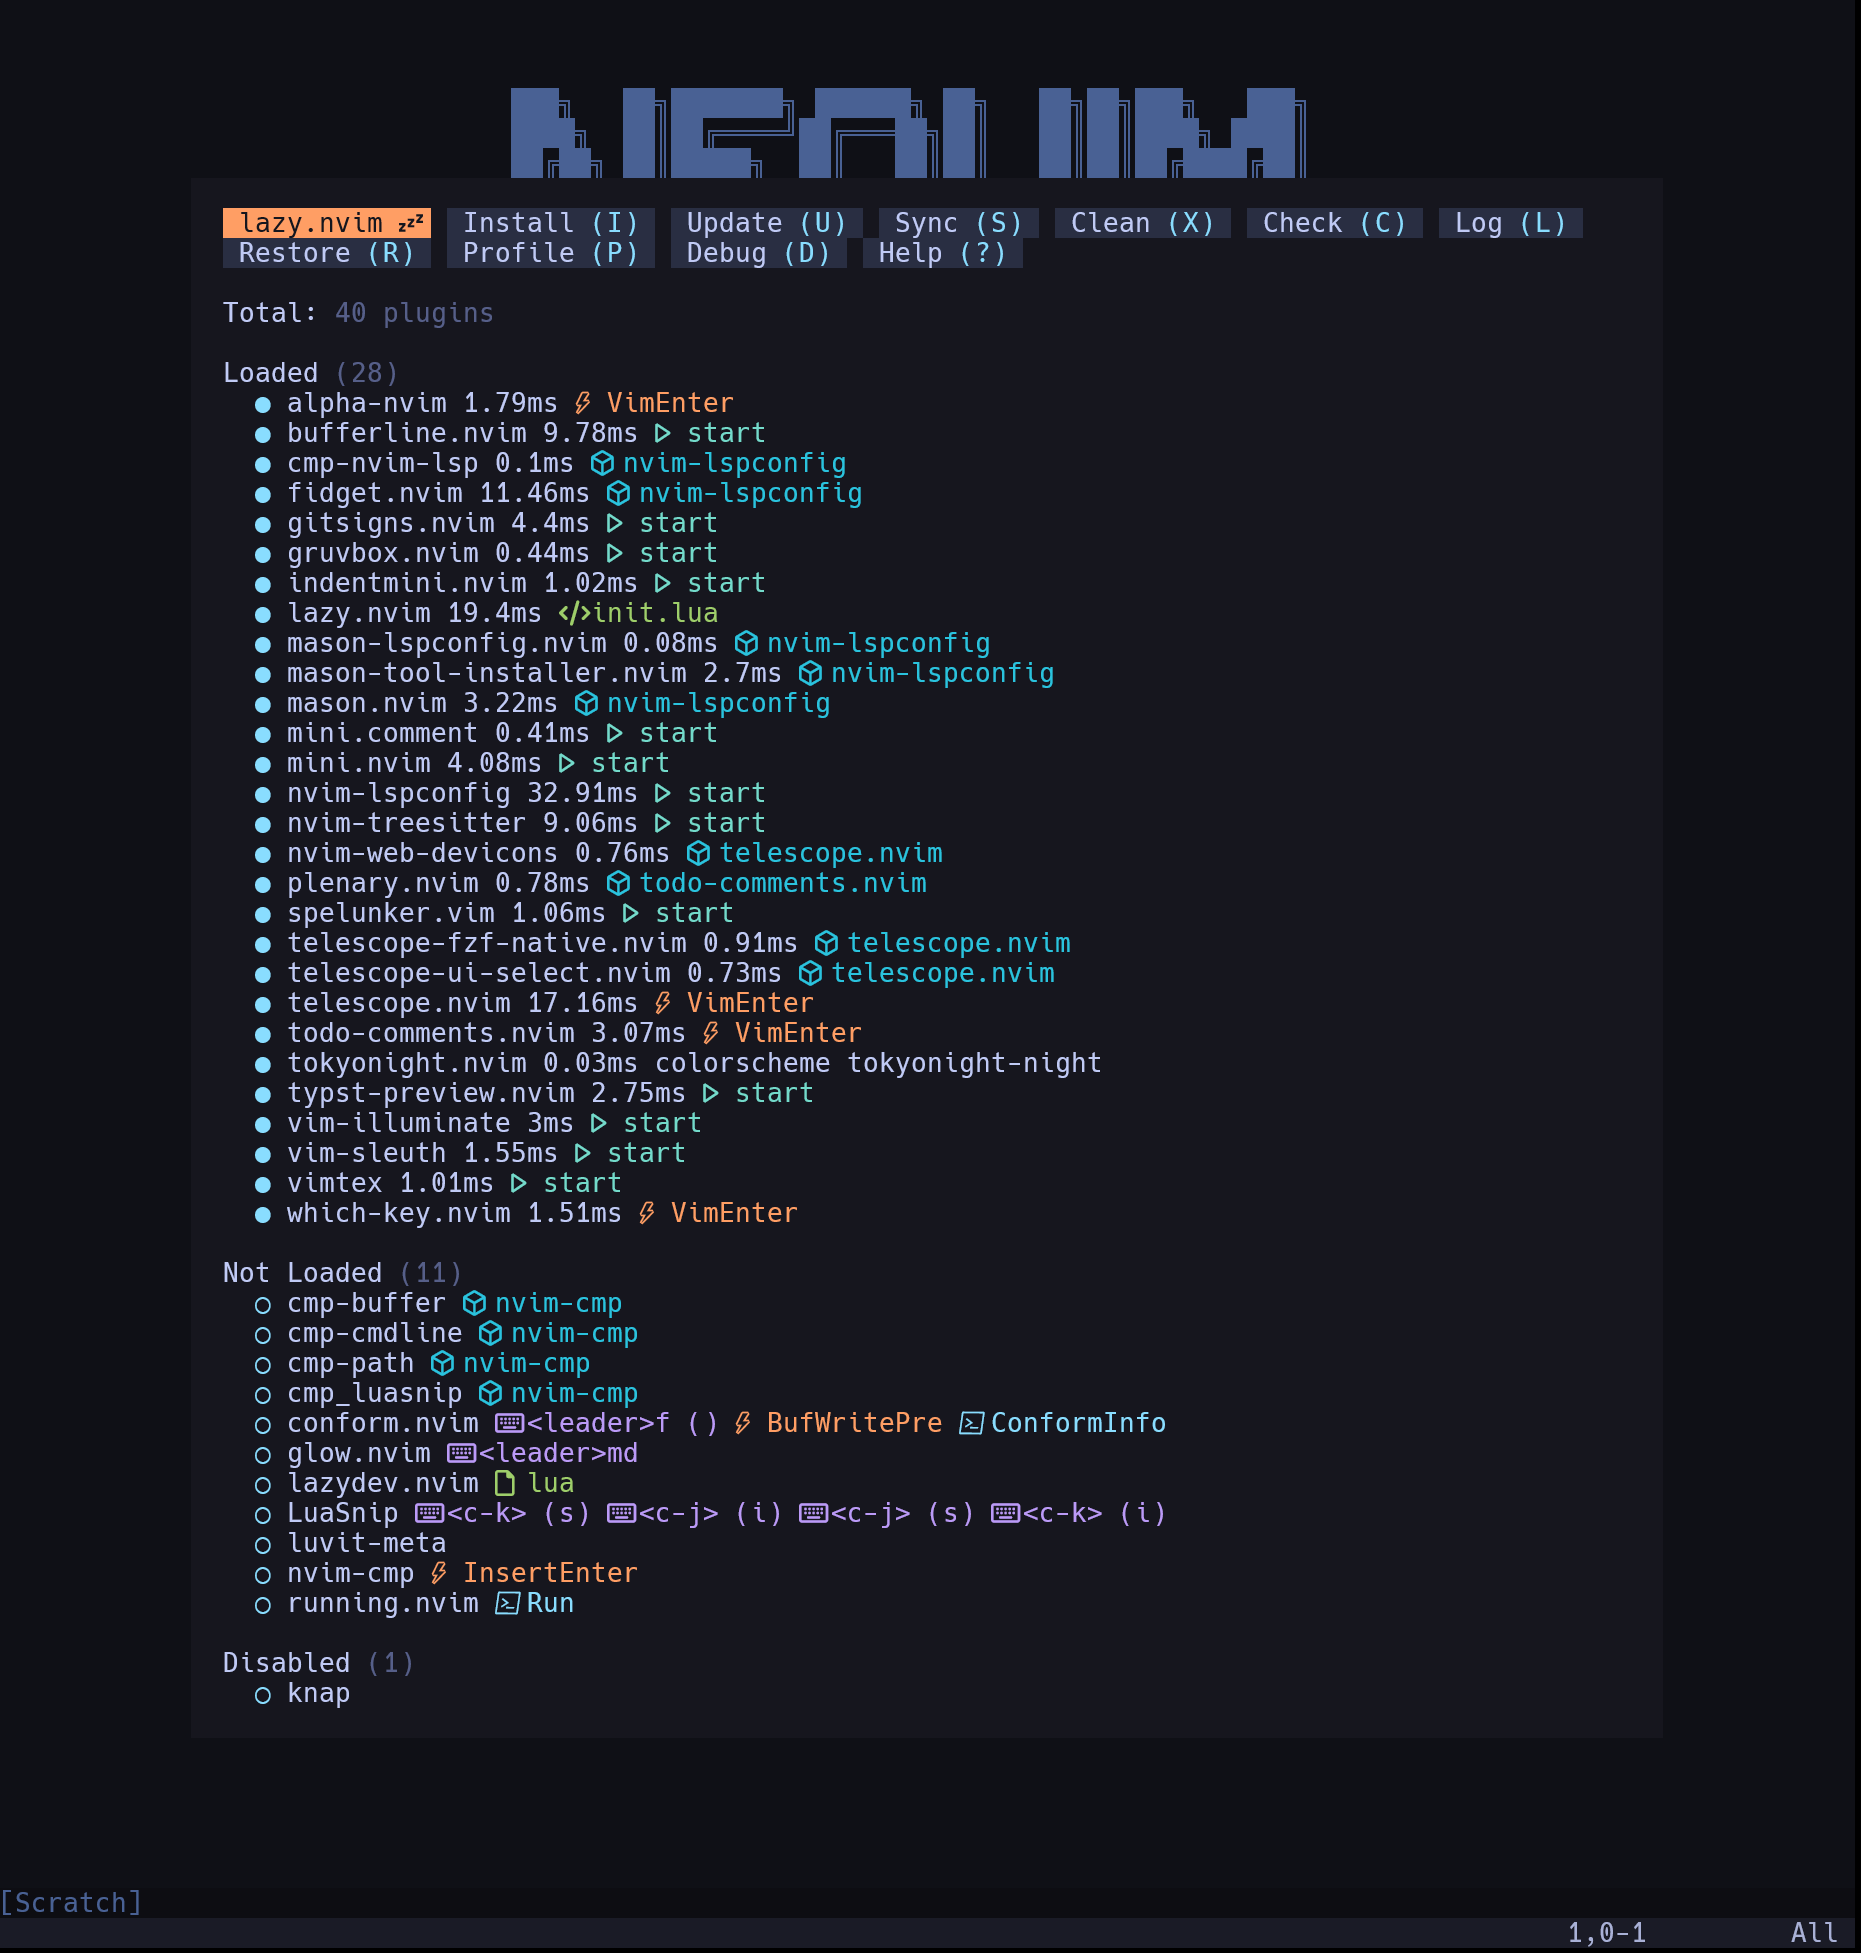 lazy.nvim zzz Install (I) Update (U) Sync (S) Clean (X) Check (C) Log (L)
Restore (R) Profile (P) Debug (D) Help (?)
Total: 40 plugins
Loaded (28)
● alpha-nvim 1.79ms VimEnter
● bufferline.nvim 9.78ms start
● cmp-nvim-lsp 0.1ms nvim-lspconfig
● fidget.nvim 11.46ms nvim-lspconfig
● gitsigns.nvim 4.4ms start
● gruvbox.nvim 0.44ms start
● indentmini.nvim 1.02ms start
● lazy.nvim 19.4ms </>init.lua
● mason-lspconfig.nvim 0.08ms nvim-lspconfig
● mason-tool-installer.nvim 2.7ms nvim-lspconfig
● mason.nvim 3.22ms nvim-lspconfig
● mini.comment 0.41ms start
● mini.nvim 4.08ms start
● nvim-lspconfig 32.91ms start
● nvim-treesitter 9.06ms start
● nvim-web-devicons 0.76ms telescope.nvim
● plenary.nvim 0.78ms todo-comments.nvim
● spelunker.vim 1.06ms start
● telescope-fzf-native.nvim 0.91ms telescope.nvim
● telescope-ui-select.nvim 0.73ms telescope.nvim
● telescope.nvim 17.16ms VimEnter
● todo-comments.nvim 3.07ms VimEnter
● tokyonight.nvim 0.03ms colorscheme tokyonight-night
● typst-preview.nvim 2.75ms start
● vim-illuminate 3ms start
● vim-sleuth 1.55ms start
● vimtex 1.01ms start
● which-key.nvim 1.51ms VimEnter
Not Loaded (11)
○ cmp-buffer nvim-cmp
○ cmp-cmdline nvim-cmp
○ cmp-path nvim-cmp
○ cmp_luasnip nvim-cmp
○ conform.nvim <leader>f () BufWritePre ConformInfo
○ glow.nvim <leader>md
○ lazydev.nvim lua
○ LuaSnip <c-k> (s) <c-j> (i) <c-j> (s) <c-k> (i)
○ luvit-meta
○ nvim-cmp InsertEnter
○ running.nvim Run
Disabled (1)
○ knap
[Scratch]
1,0-1 All